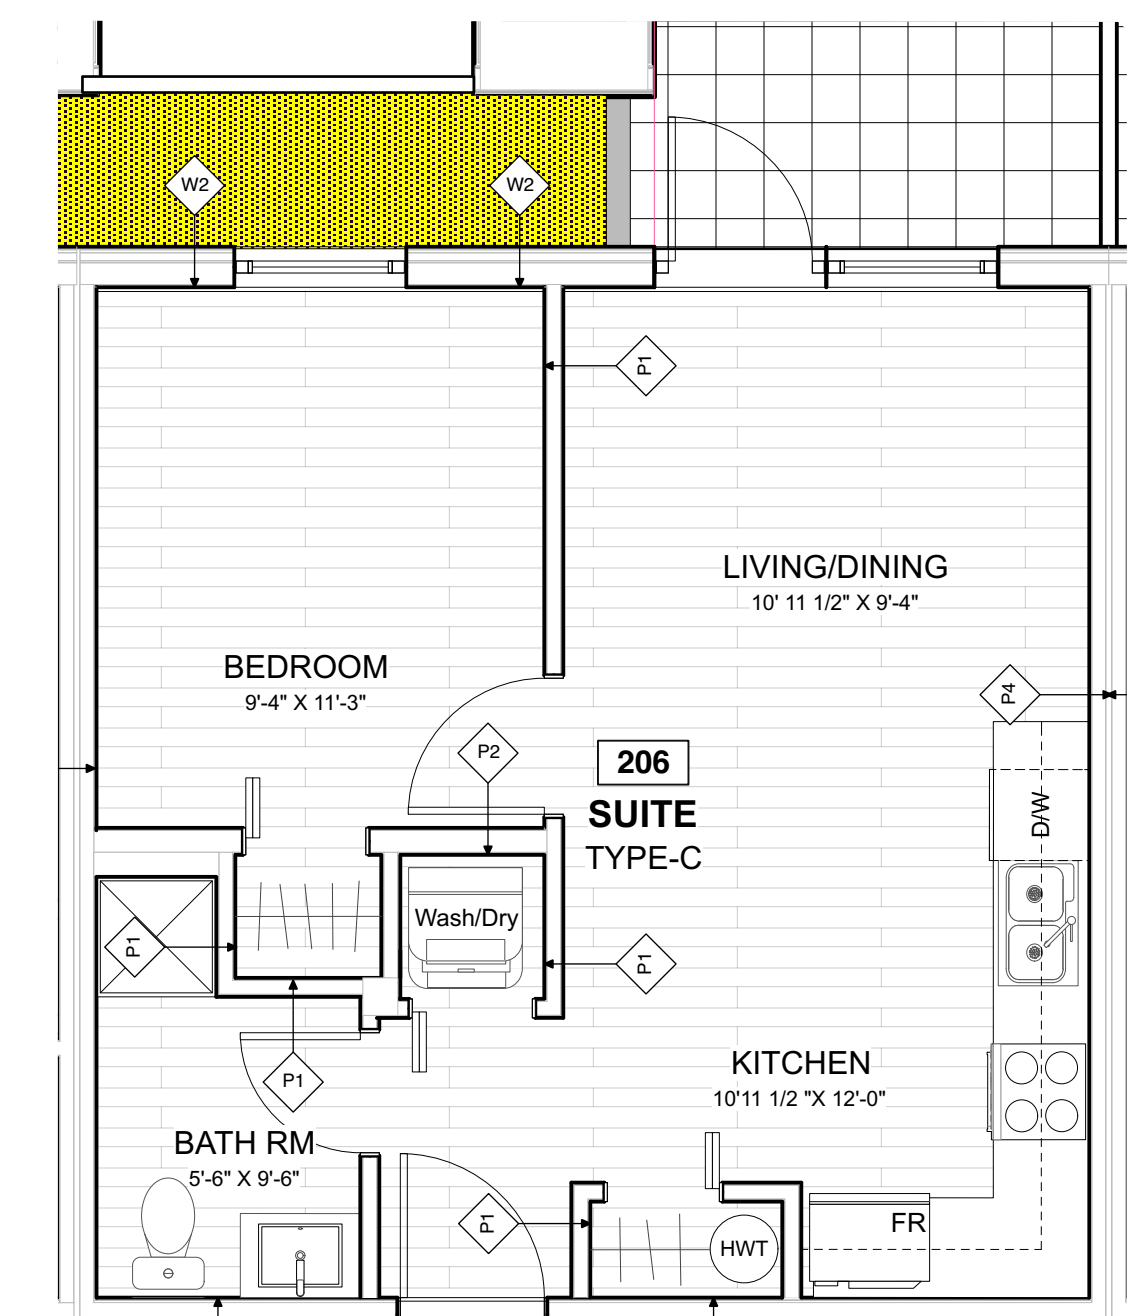 W2
W2
P1
LIVING/DINING
10' 11 1/2" X 9'-4"
BEDROOM
9'-4" X 11'-3"
P4
P2
206
SUITE
TYPE-C
D/W
Wash/Dry
P1
P1
KITCHEN
10'11 1/2 "X 12'-0"
P1
BATH RM
5'-6" X 9'-6"
P1
FR
HWT